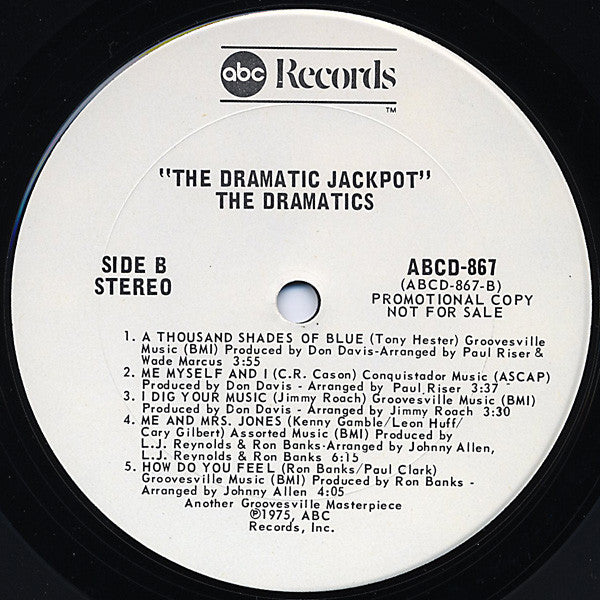 abc Records
TM
"THE DRAMATIC JACKPOT"
THE DRAMATICS
SIDE B
STEREO
ABCD-867
(ABCD-867-B)
PROMOTIONAL COPY
NOT FOR SALE
1. A THOUSAND SHADES OF BLUE (Tony Hester) Groovesville
Music (BMI) Produced by Don Davis-Arranged by Paul Riser &
Wade Marcus 3:55
2. ME MYSELF AND I (C.R. Cason) Conquistador Music (ASCAP)
Produced by Don Davis - Arranged by Paul Riser 3:37
3. I DIG YOUR MUSIC (Jimmy Roach) Groovesville Music (BMI)
Produced by Don Davis - Arranged by Jimmy Roach 3:30
4. ME AND MRS. JONES (Kenny Gamble/Leon Huff/
Cary Gilbert) Assorted Music (BMI) Produced by
L.J. Reynolds & Ron Banks-Arranged by Johnny Allen,
L.J. Reynolds & Ron Banks 6:15
5. HOW DO YOU FEEL (Ron Banks/Paul Clark)
Groovesville Music (BMI) Produced by Ron Banks -
Arranged by Johnny Allen 4:05
Another Groovesville Masterpiece
℗1975, ABC
Records, Inc.